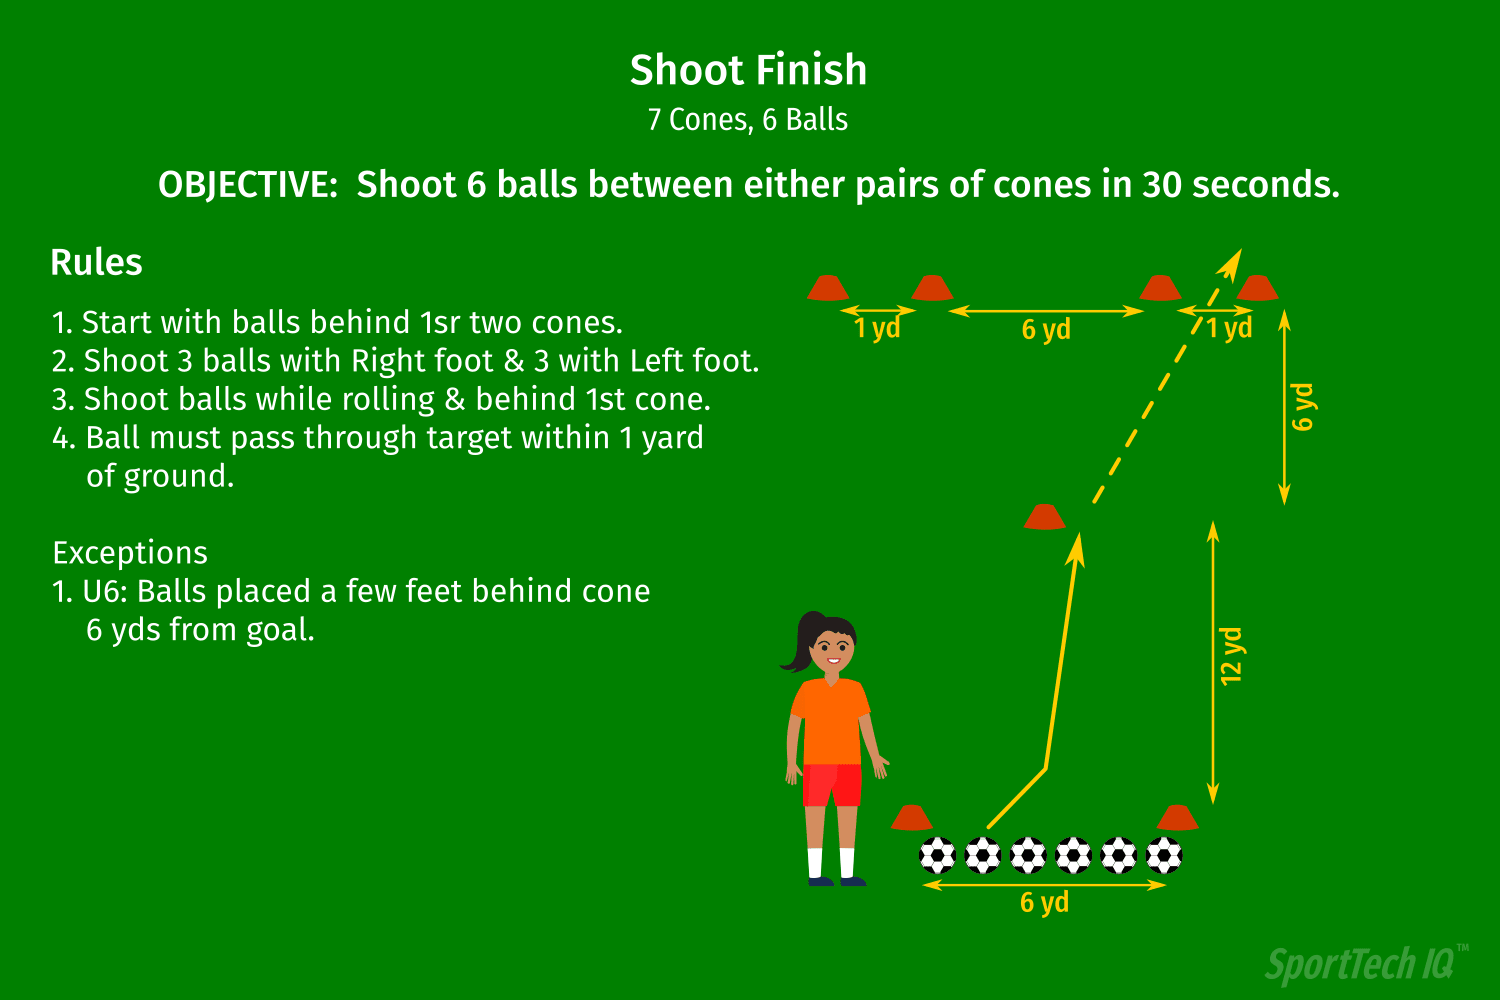 Shoot Finish
7 Cones, 6 Balls
OBJECTIVE:  Shoot 6 balls between either pairs of cones in 30 seconds.
Rules
1. Start with balls behind 1sr two cones.
2. Shoot 3 balls with Right foot & 3 with Left foot.
3. Shoot balls while rolling & behind 1st cone.
4. Ball must pass through target within 1 yard
of ground.
Exceptions
1. U6: Balls placed a few feet behind cone
6 yds from goal.
1 yd
6 yd
1 yd
6 yd
12 yd
6 yd
SportTech IQ™